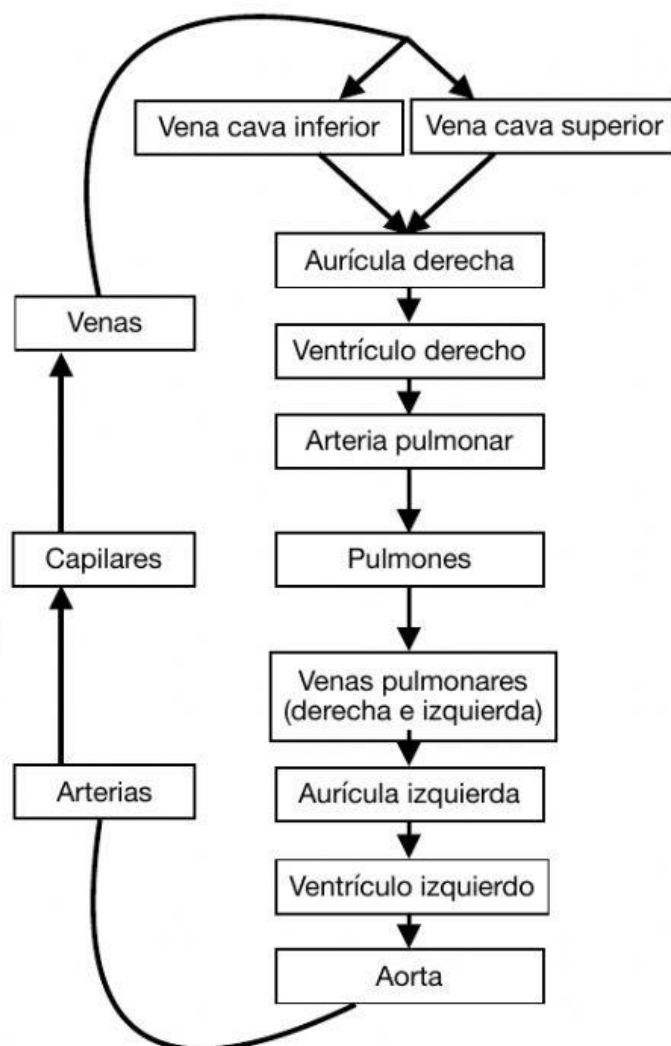 Vena cava inferior
Vena cava superior
Aurícula derecha
Venas
Ventrículo derecho
Arteria pulmonar
Capilares
Pulmones
Venas pulmonares
(derecha e izquierda)
Arterias
Aurícula izquierda
Ventrículo izquierdo
Aorta